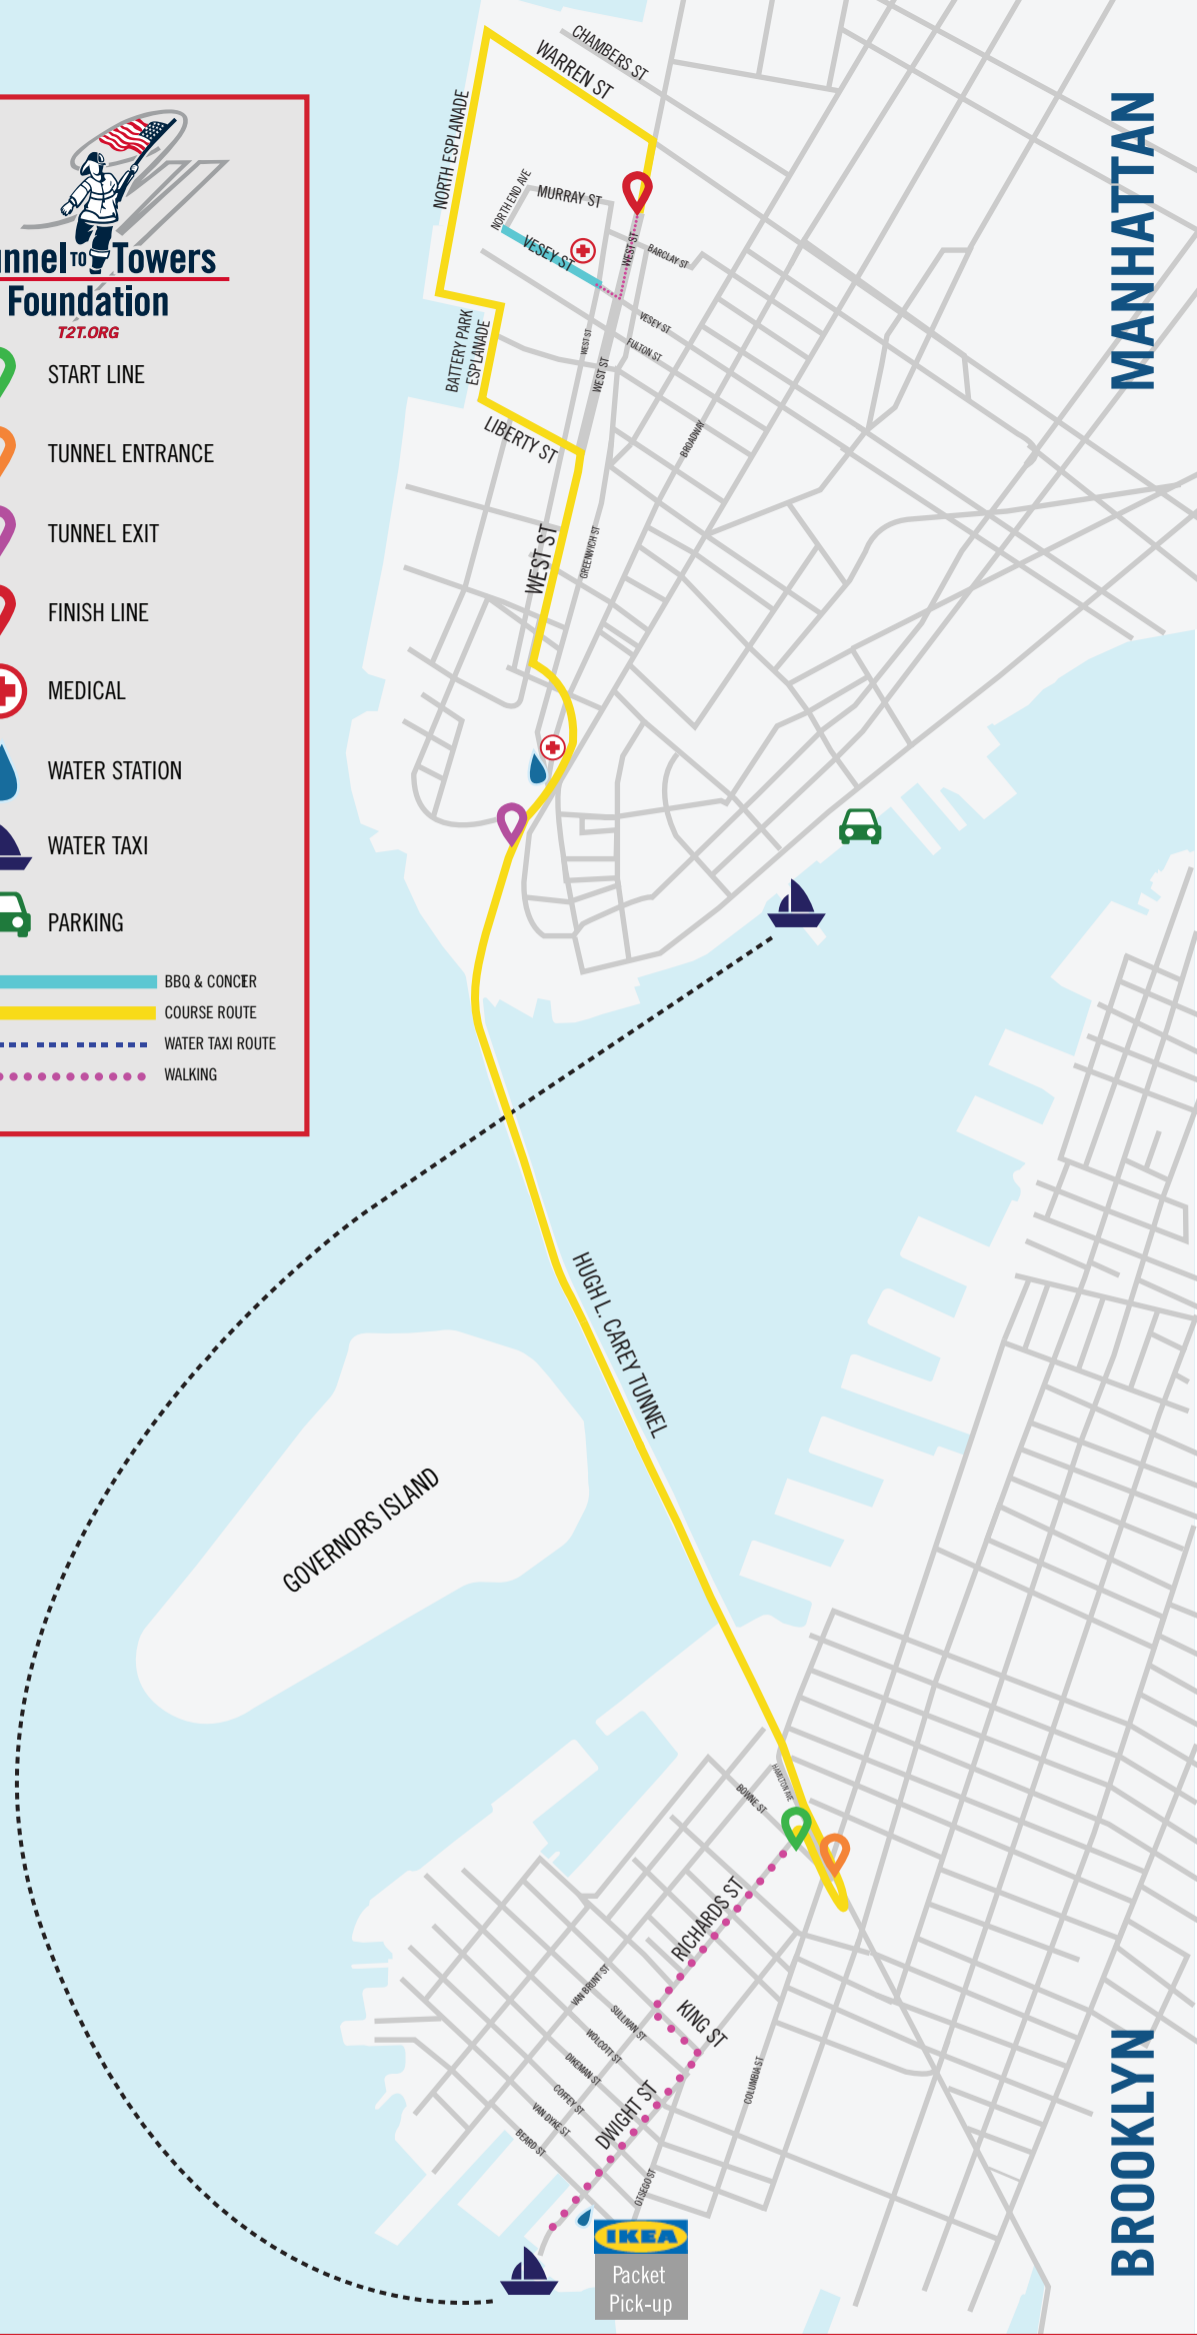 CHAMBERS ST
WARREN ST
NORTH ESPLANADE
MANHATTAN
NORTH END AVE
MURRAY ST
VESEY ST
WEST ST
BARCLAY ST
VESEY ST
FULTON ST
WEST ST
WEST ST
BATTERY PARK
ESPLANADE
LIBERTY ST
BROADWAY
WEST ST
GREENWICH ST
nnel TO Towers
Foundation
T2T.ORG
START LINE
TUNNEL ENTRANCE
TUNNEL EXIT
FINISH LINE
MEDICAL
WATER STATION
WATER TAXI
PARKING
BBQ & CONCTER
COURSE ROUTE
WATER TAXI ROUTE
WALKING
HUGH L. CAREY TUNNEL
GOVERNORS ISLAND
HAMILTON AVE
BOWNE ST
RICHARDS ST
VAN BRUNT ST
SULLIVAN ST
KING ST
WOLCOTT ST
DIKEMAN ST
COFFEY ST
VAN DYKE ST
BEARD ST
DWIGHT ST
COLUMBIA ST
OTSEGO ST
BROOKLYN
IKEA
Packet
Pick-up